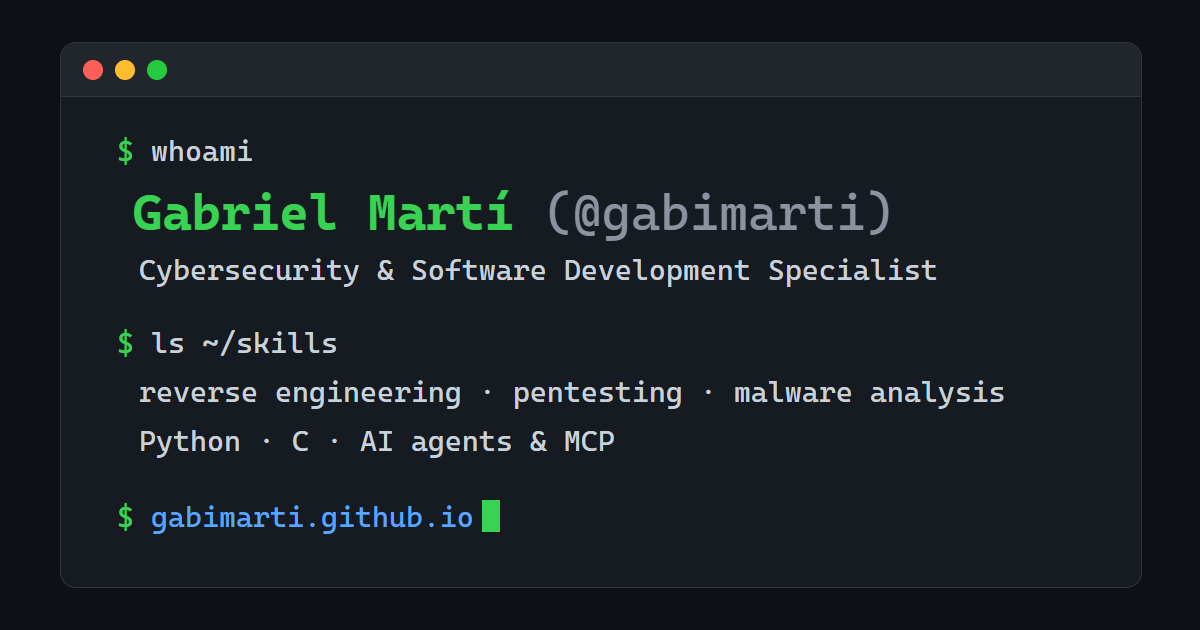 $ whoami
Gabriel Martí (@gabimarti)
Cybersecurity & Software Development Specialist
$ ls ~/skills
reverse engineering · pentesting · malware analysis
Python · C · AI agents & MCP
$ gabimarti.github.io